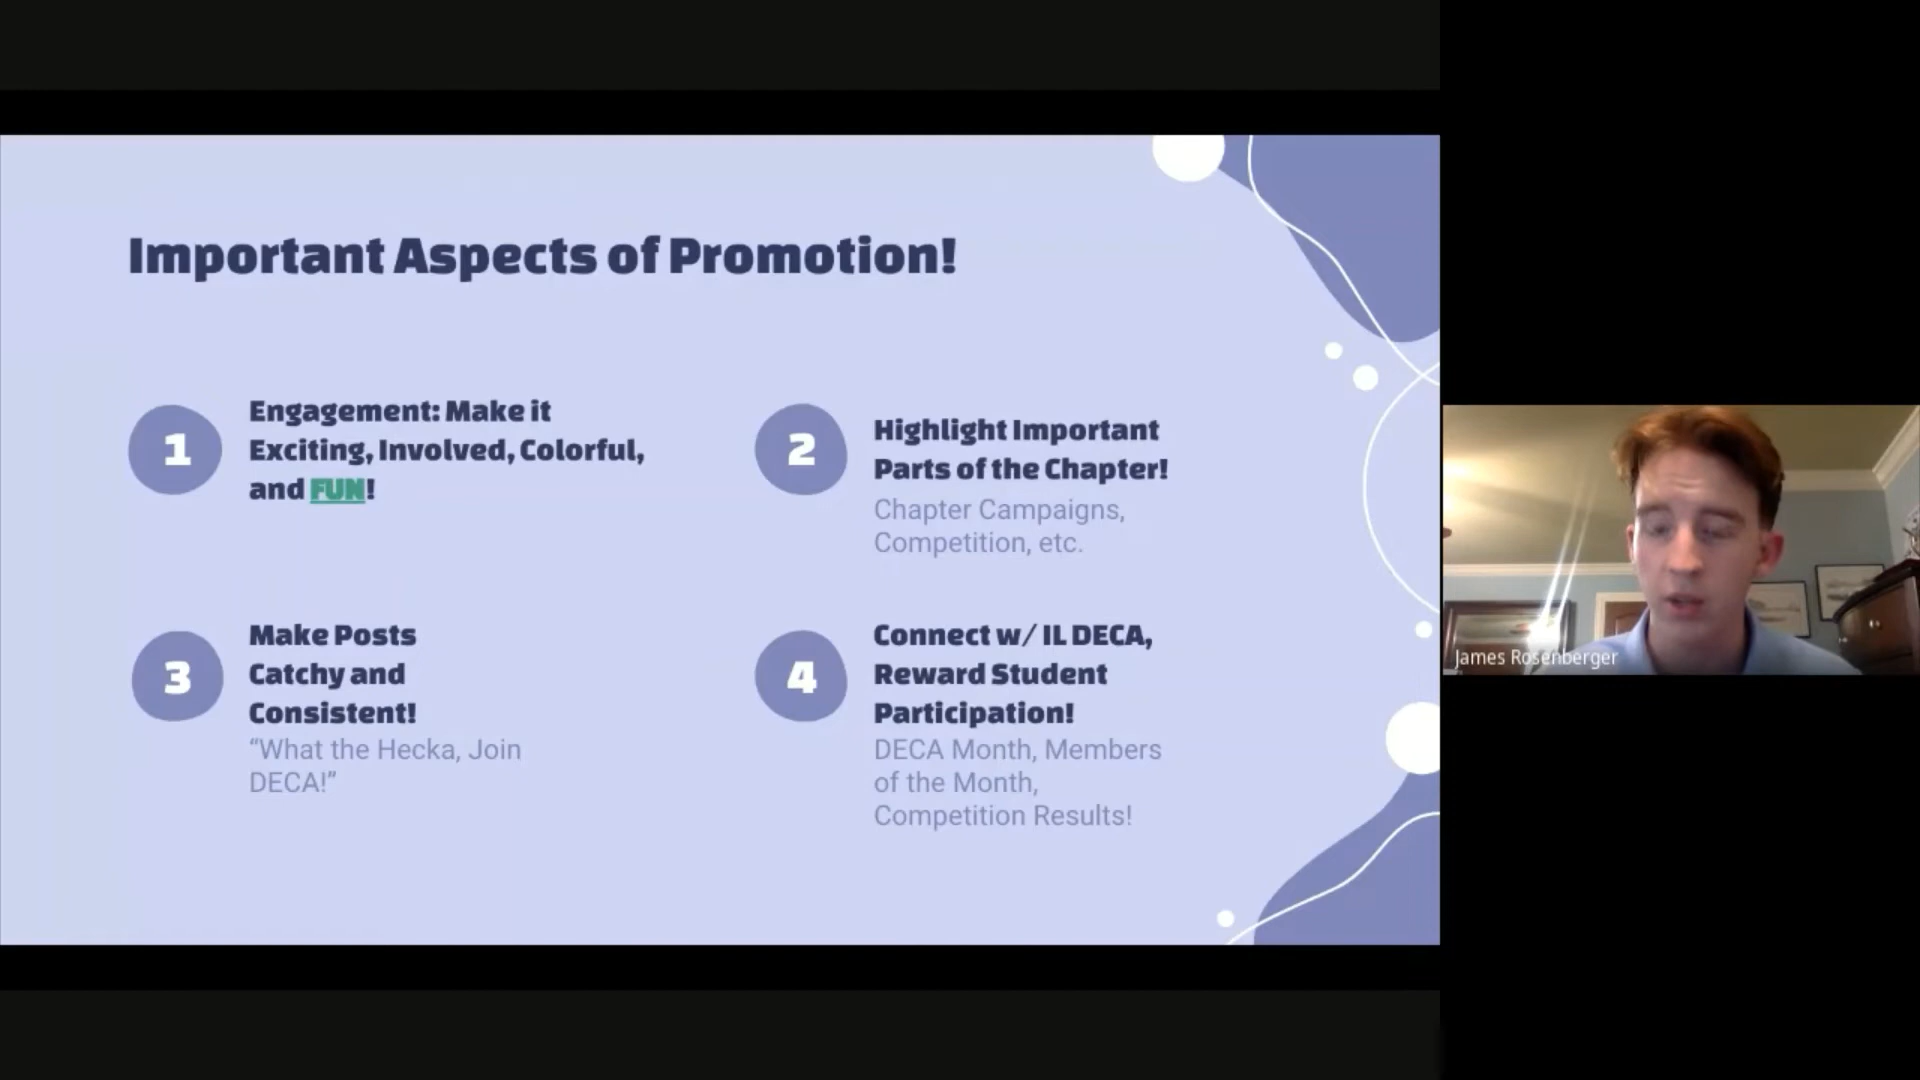 Important Aspects of Promotion!
1
Engagement: Make it
Exciting, Involved, Colorful,
and FUN!
2
Highlight Important
Parts of the Chapter!
Chapter Campaigns,
Competition, etc.
3
Make Posts
Catchy and
Consistent!
“What the Hecka, Join
DECA!”
4
Connect w/ IL DECA,
Reward Student
Participation!
DECA Month, Members
of the Month,
Competition Results!
James Rosenberger